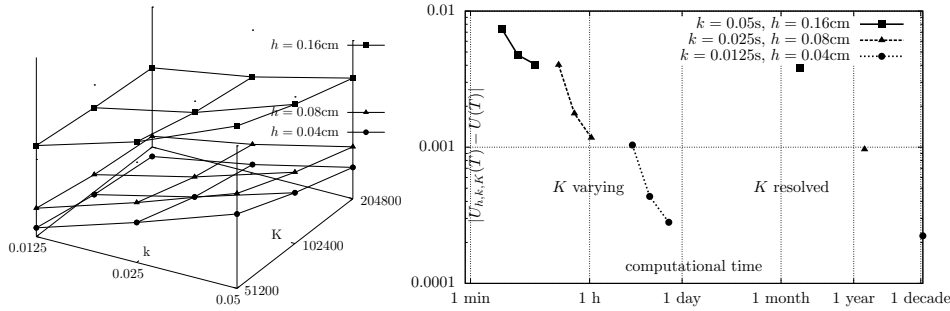 h = 0.16cm
h = 0.08cm
h = 0.04cm
0.0125
k
0.025
0.05
K
204800
102400
51200
0.01
0.001
0.0001
|U_{h,k,K}(T) − U(T)|
k = 0.05s, h = 0.16cm
k = 0.025s, h = 0.08cm
k = 0.0125s, h = 0.04cm
K varying
K resolved
computational time
1 min
1 h
1 day
1 month
1 year
1 decade